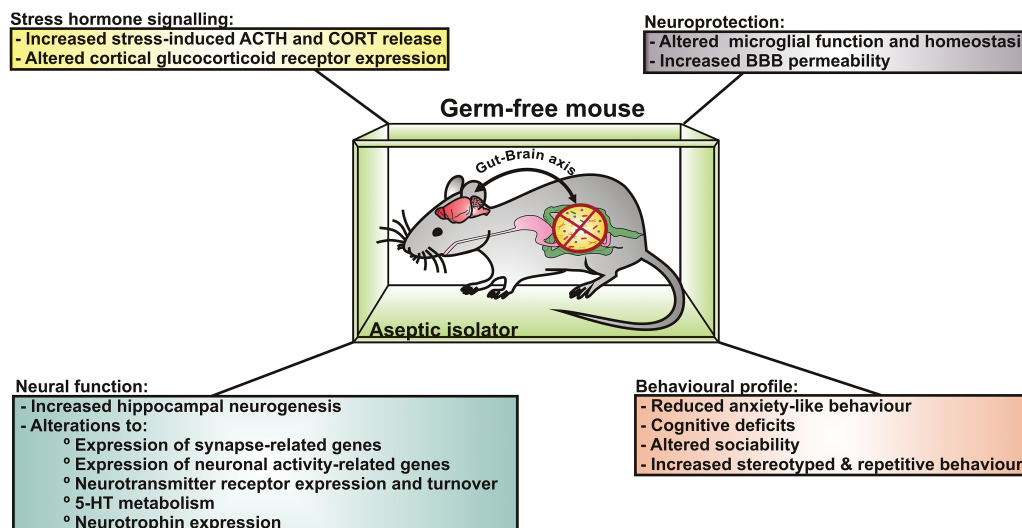 Stress hormone signalling:
- Increased stress-induced ACTH and CORT release
- Altered cortical glucocorticoid receptor expression
Neuroprotection:
- Altered microglial function and homeostasi
- Increased BBB permeability
Germ-free mouse
Gut-Brain axis
Aseptic isolator
Neural function:
- Increased hippocampal neurogenesis
- Alterations to:
º Expression of synapse-related genes
º Expression of neuronal activity-related genes
º Neurotransmitter receptor expression and turnover
º 5-HT metabolism
º Neurotrophin expression
Behavioural profile:
- Reduced anxiety-like behaviour
- Cognitive deficits
- Altered sociability
- Increased stereotyped & repetitive behaviour